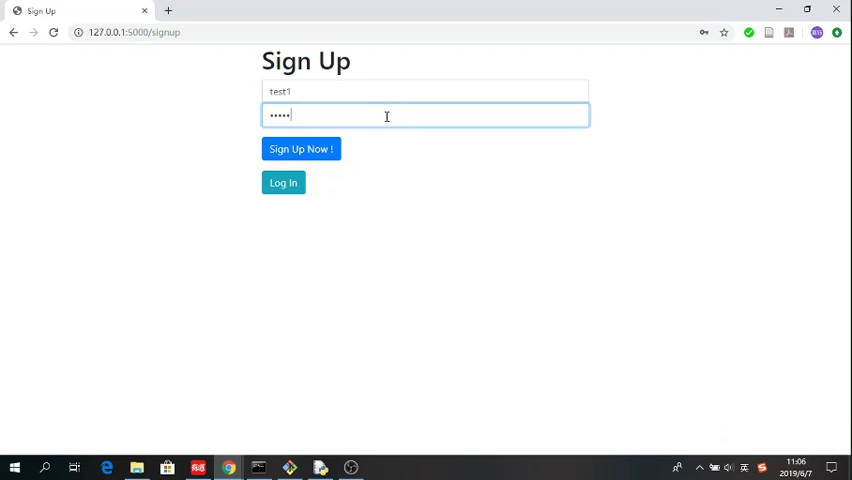 Sign Up
127.0.0.1:5000/signup
Sign Up
test1
•••••
Sign Up Now !
Log In
英
11:06
2019/6/7